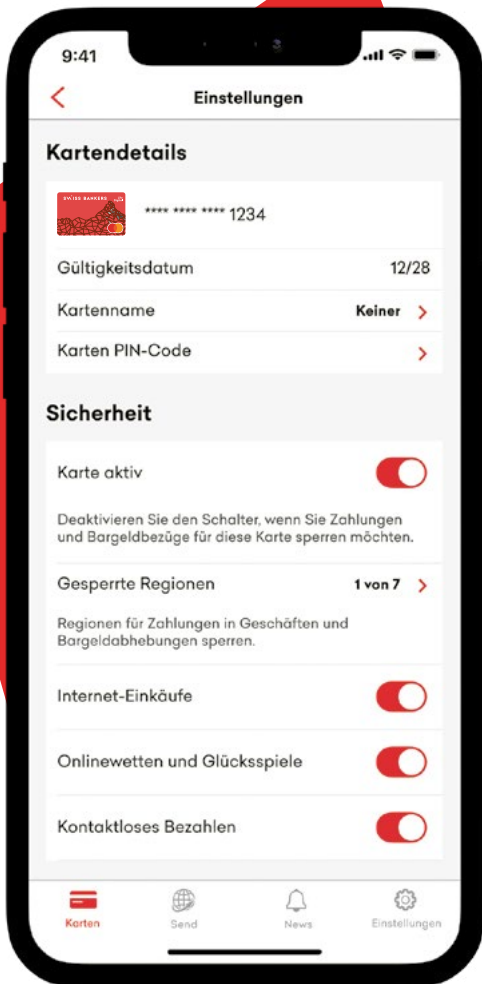 9:41
Einstellungen
Kartendetails
SWISS BANKERS
**** **** **** 1234
Gültigkeitsdatum 12/28
Kartenname Keiner
Karten PIN-Code
Sicherheit
Karte aktiv
Deaktivieren Sie den Schalter, wenn Sie Zahlungen
und Bargeldbezüge für diese Karte sperren möchten.
Gesperrte Regionen 1 von 7
Regionen für Zahlungen in Geschäften und
Bargeldabhebungen sperren.
Internet-Einkäufe
Onlinewetten und Glücksspiele
Kontaktloses Bezahlen
Karten Send News Einstellungen